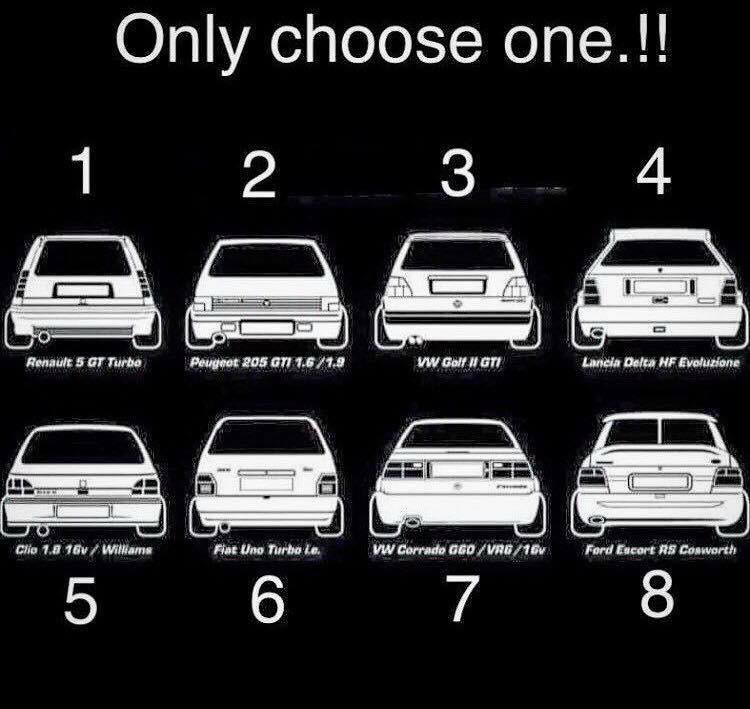 Only choose one.!!
1 2 3 4
Renault 5 GT Turbo Peugeot 205 GTI 1.6 /1.9 VW Golf II GTI Lancia Delta HF Evoluzione
Clio 1.8 16v / Williams Fiat Uno Turbo i.e. VW Corrado G60 /VR6 /16v Ford Escort RS Cosworth
5 6 7 8